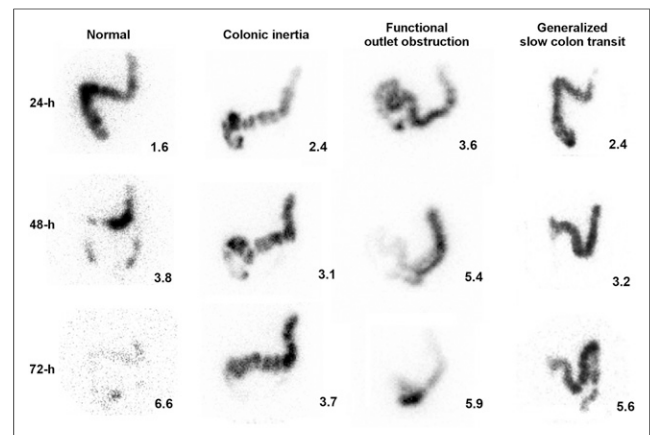 Normal
Colonic inertia
Functional
outlet obstruction
Generalized
slow colon transit
24-h
1.6
2.4
3.6
2.4
48-h
3.8
3.1
5.4
3.2
72-h
6.6
3.7
5.9
5.6